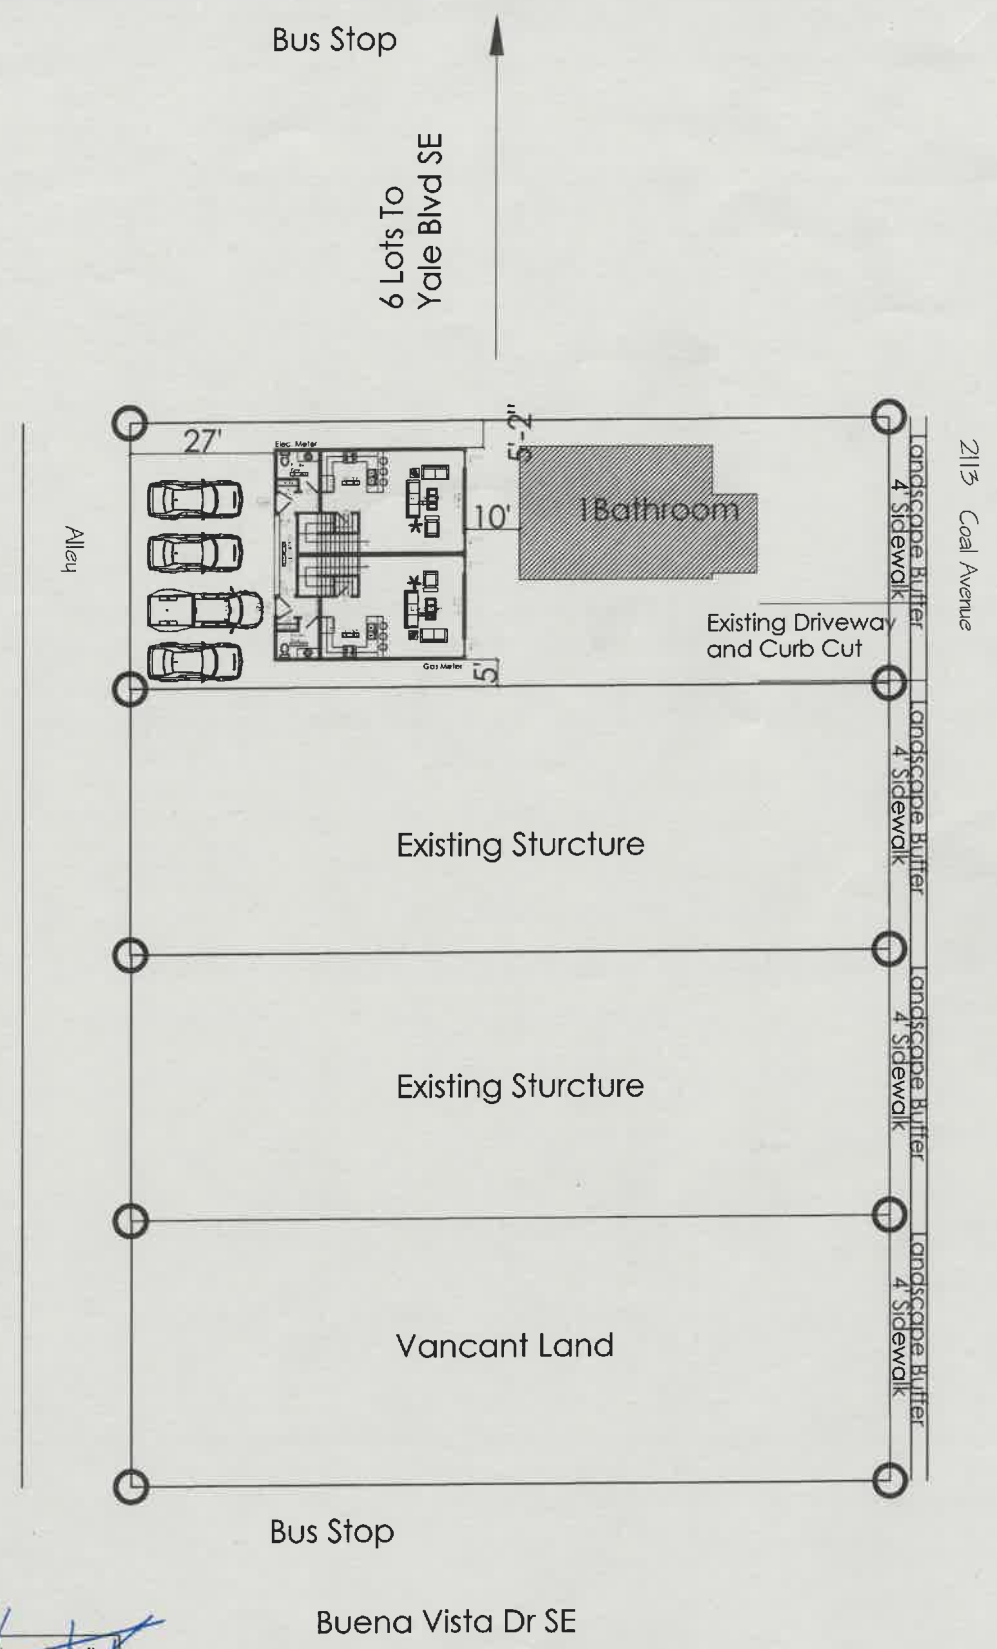 Bus Stop
6 Lots To
Yale Blvd SE
27'
Elec. Meter
5'-2"
10'
1Bathroom
Landscape Buffer
4' Sidewalk
2113 Coal Avenue
Alley
Existing Driveway
and Curb Cut
Gas Meter
5'
Existing Sturcture
Landscape Buffer
4' Sidewalk
Existing Sturcture
Landscape Buffer
4' Sidewalk
Vancant Land
Landscape Buffer
4' Sidewalk
Bus Stop
Buena Vista Dr SE